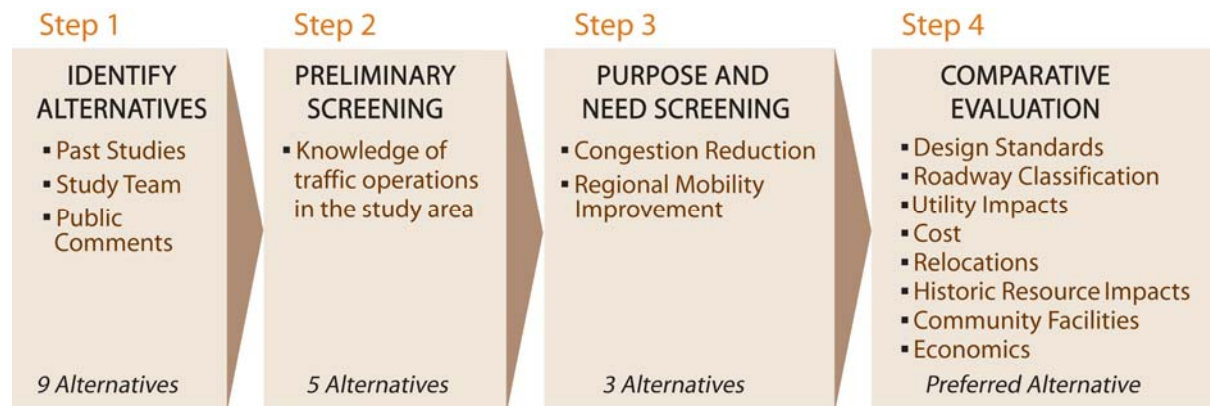 Step 1
IDENTIFY
ALTERNATIVES
▪ Past Studies
▪ Study Team
▪ Public
Comments
9 Alternatives
Step 2
PRELIMINARY
SCREENING
▪ Knowledge of
traffic operations
in the study area
5 Alternatives
Step 3
PURPOSE AND
NEED SCREENING
▪ Congestion Reduction
▪ Regional Mobility
Improvement
3 Alternatives
Step 4
COMPARATIVE
EVALUATION
▪ Design Standards
▪ Roadway Classification
▪ Utility Impacts
▪ Cost
▪ Relocations
▪ Historic Resource Impacts
▪ Community Facilities
▪ Economics
Preferred Alternative